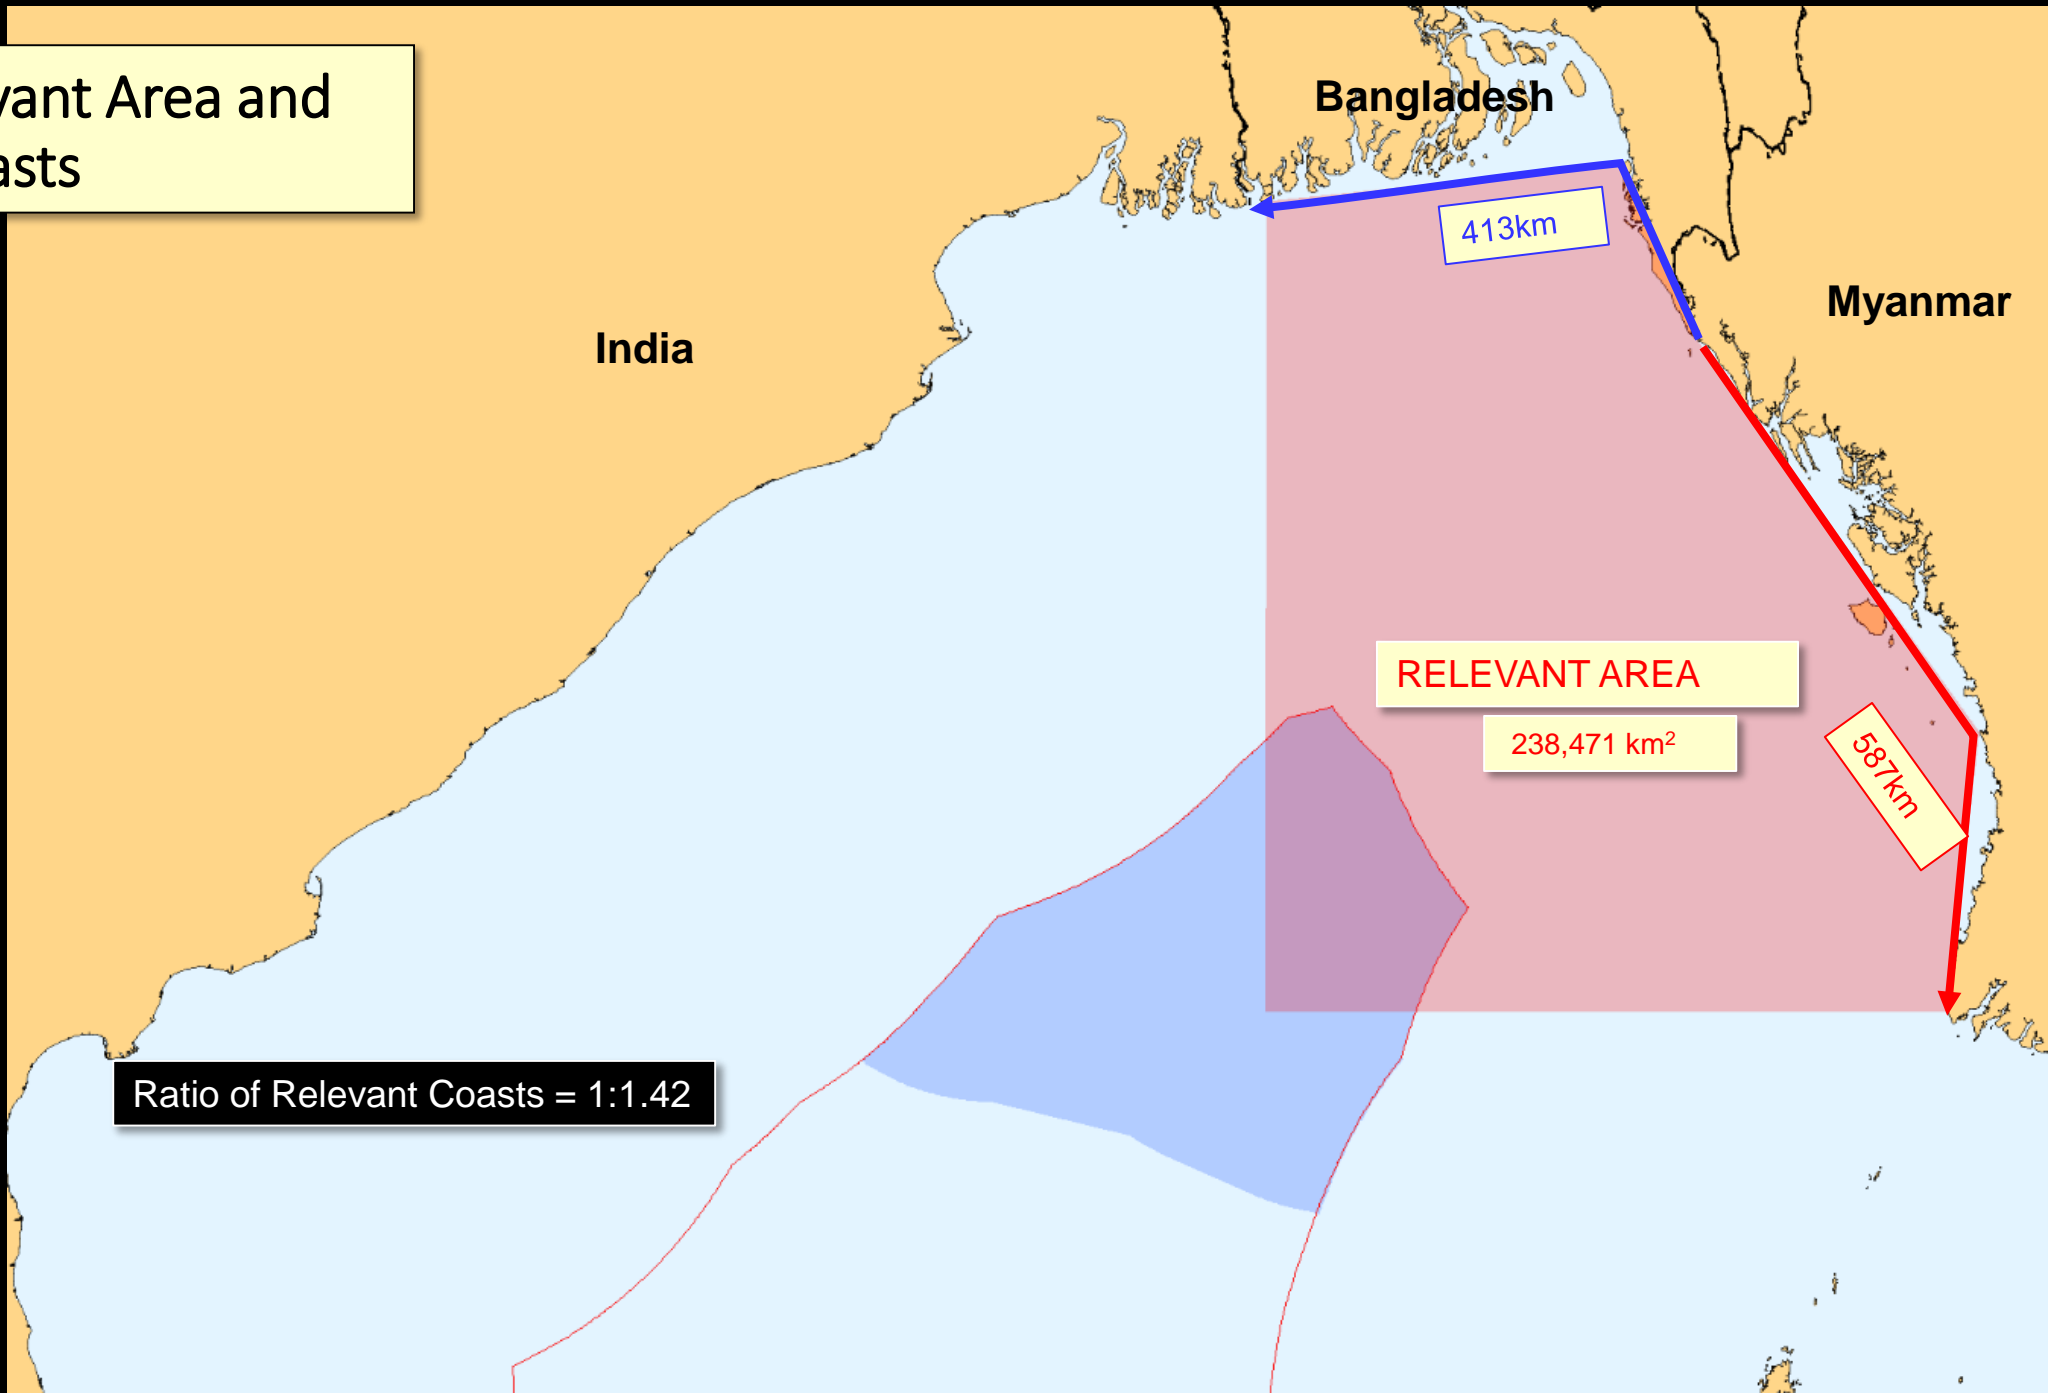 vant Area and
asts
Bangladesh
413km
Myanmar
India
RELEVANT AREA
238,471 km²
587km
Ratio of Relevant Coasts = 1:1.42